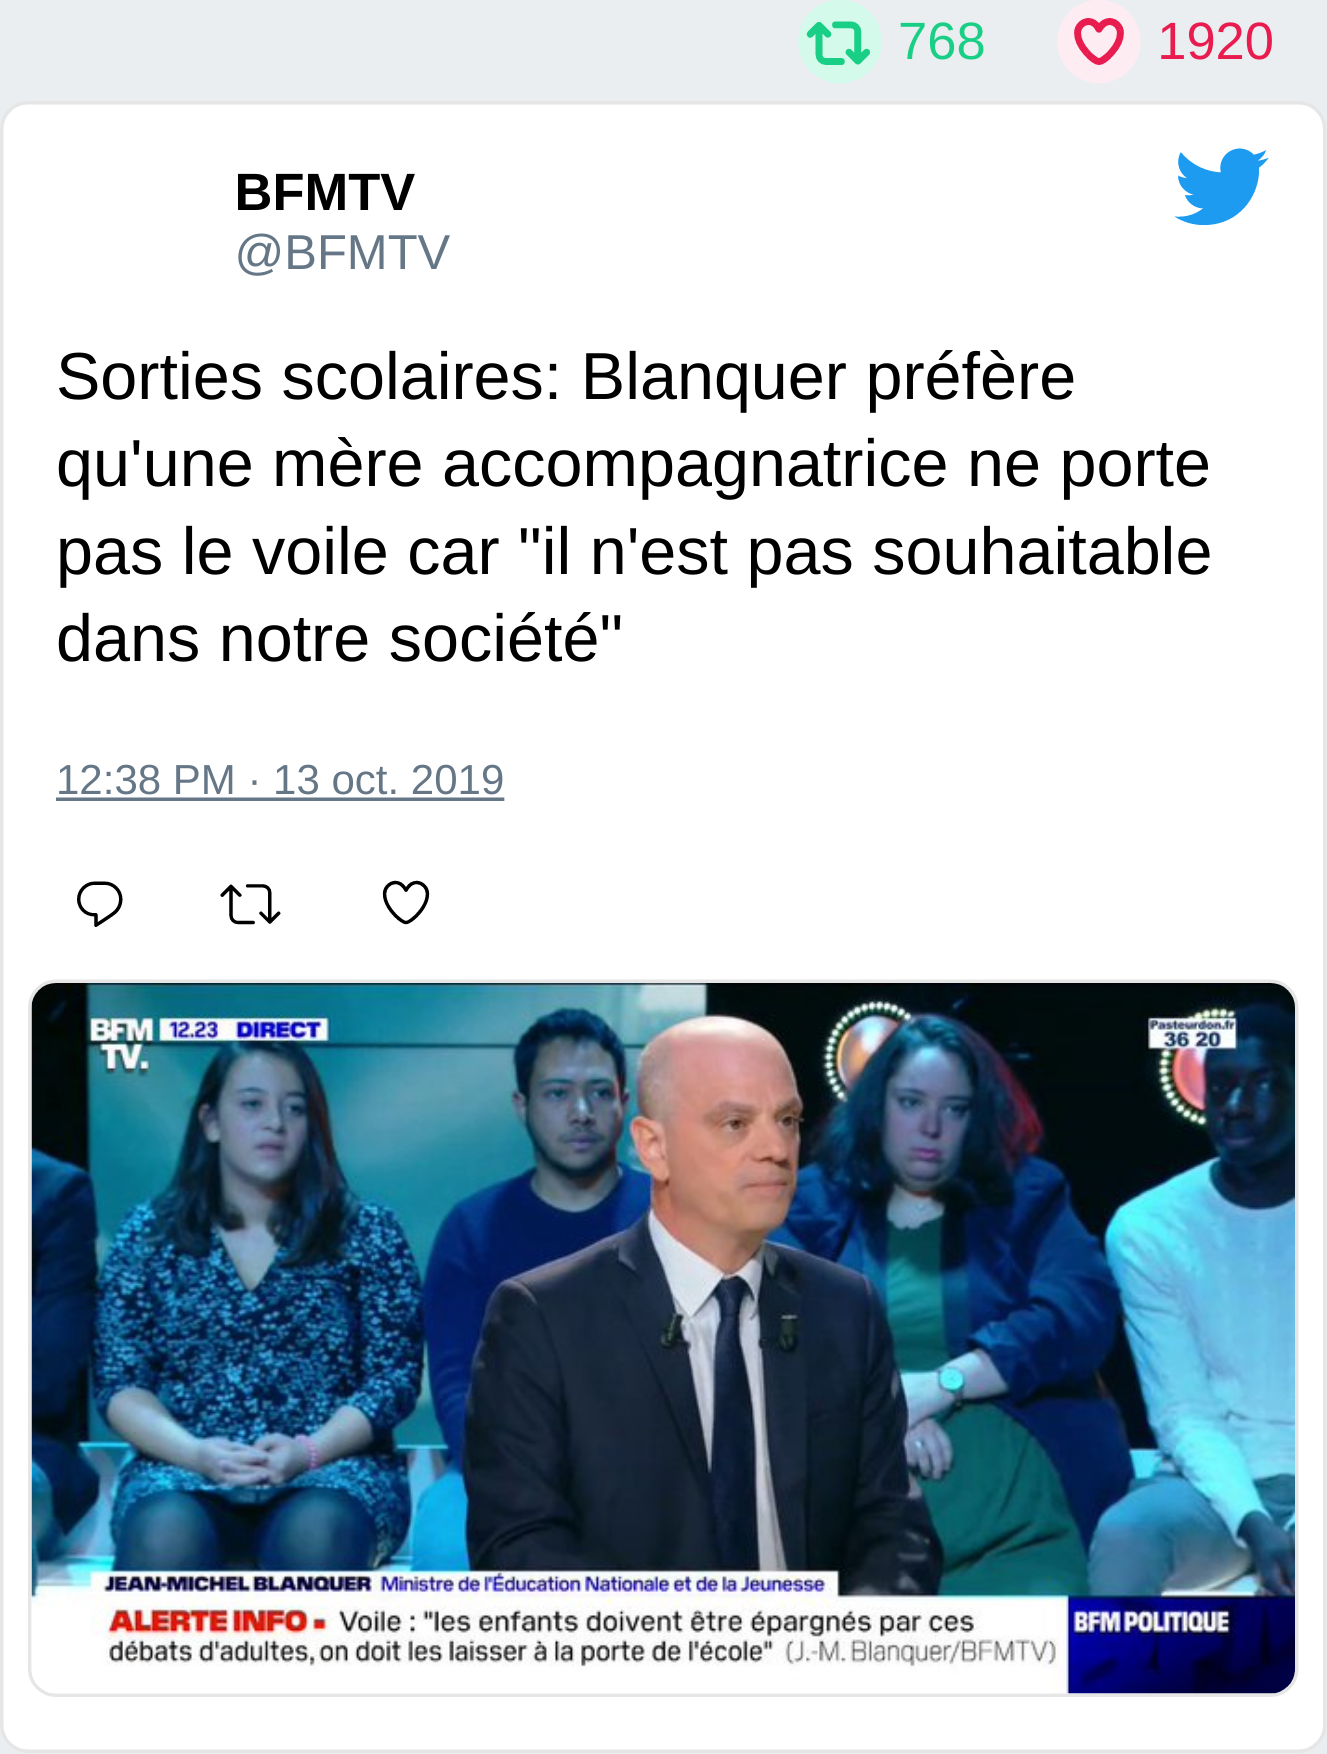 768 1920
BFMTV
@BFMTV
Sorties scolaires: Blanquer préfère
qu'une mère accompagnatrice ne porte
pas le voile car "il n'est pas souhaitable
dans notre société"
12:38 PM · 13 oct. 2019
BFM 12.23 DIRECT
TV.
Pasteurdon.fr
36 20
JEAN-MICHEL BLANQUER Ministre de l'Éducation Nationale et de la Jeunesse
ALERTE INFO Voile : "les enfants doivent être épargnés par ces
débats d'adultes, on doit les laisser à la porte de l'école" (J.-M. Blanquer/BFMTV)
BFM POLITIQUE